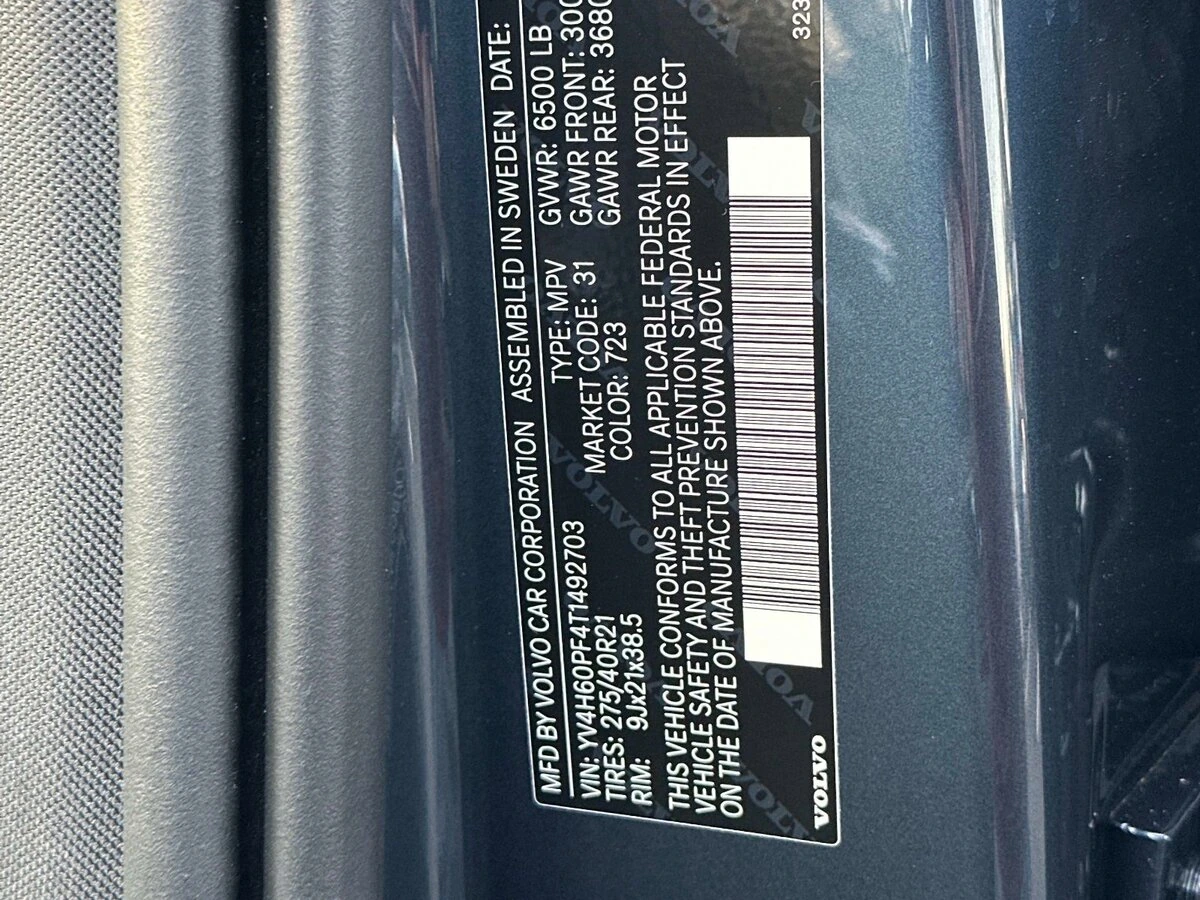 MFD BY VOLVO CAR CORPORATION ASSEMBLED IN SWEDEN DATE:
VIN: YV4H60PF4T1492703 TYPE: MPV GVWR: 6500 LB
TIRES: 275/40R21 MARKET CODE: 31 GAWR FRONT: 300
RIM: 9Jx21x38.5 COLOR: 723 GAWR REAR: 3680
THIS VEHICLE CONFORMS TO ALL APPLICABLE FEDERAL MOTOR
VEHICLE SAFETY AND THEFT PREVENTION STANDARDS IN EFFECT
ON THE DATE OF MANUFACTURE SHOWN ABOVE.
VOLVO 323